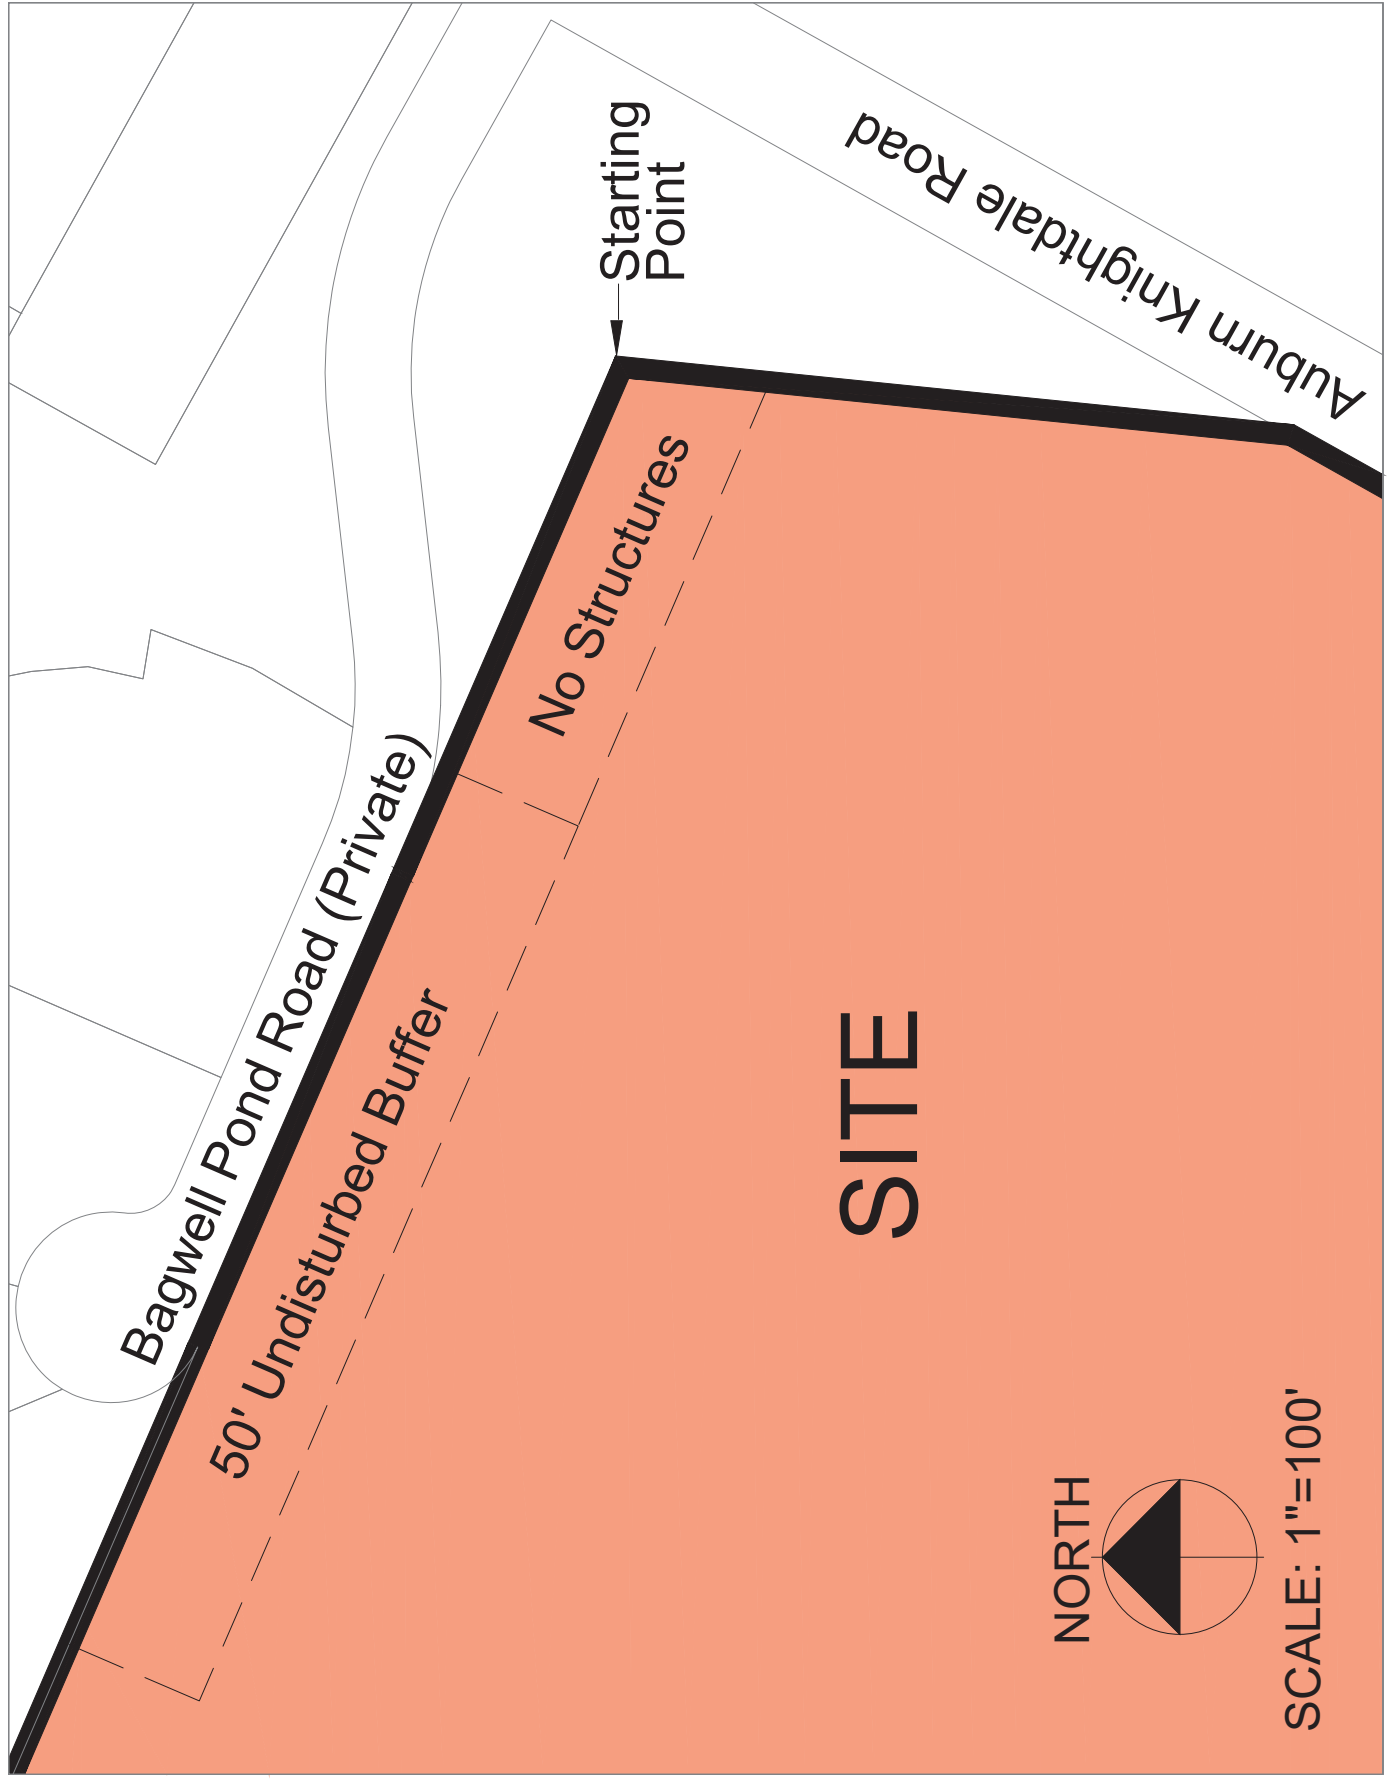 Starting
Point
Auburn Knightdale Road
No Structures
Bagwell Pond Road (Private)
50' Undisturbed Buffer
SITE
NORTH
SCALE: 1"=100'